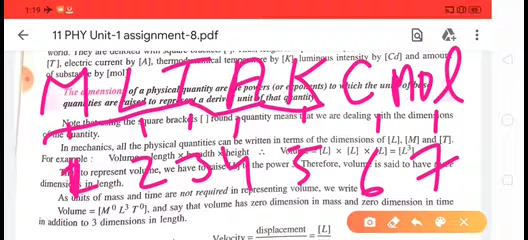 1:19
11 PHY Unit-1 assignment-8.pdf
world. They are denoted with square brackets
[T], electric current by [A], thermodynamical temperature by [K], luminous intensity by [Cd] and amount
of substance by [mol]
M L T A K C mol
The dimensions of a physical quantity are the powers (or exponents) to which the units of base
quantities are raised to represent a derived unit of that quantity.
Note that using the square brackets [ ] round a quantity means that we are dealing with the dimensions
of the quantity.
In mechanics, all the physical quantities can be written in terms of the dimensions of [L], [M] and [T].
For example : Volume = length × breadth × height ∴ Volume = [L] × [L] × [L] = [L³]
to represent volume, we have to raise [L] to the power 3. Therefore, volume is said to have three
dimensions in length.
1 2 3 4 5 6 7
As units of mass and time are not required in representing volume, we write
Volume = [M⁰ L³ T⁰], and say that volume has zero dimension in mass and zero dimension in time
in addition to 3 dimensions in length.
Velocity = displacement = [L]